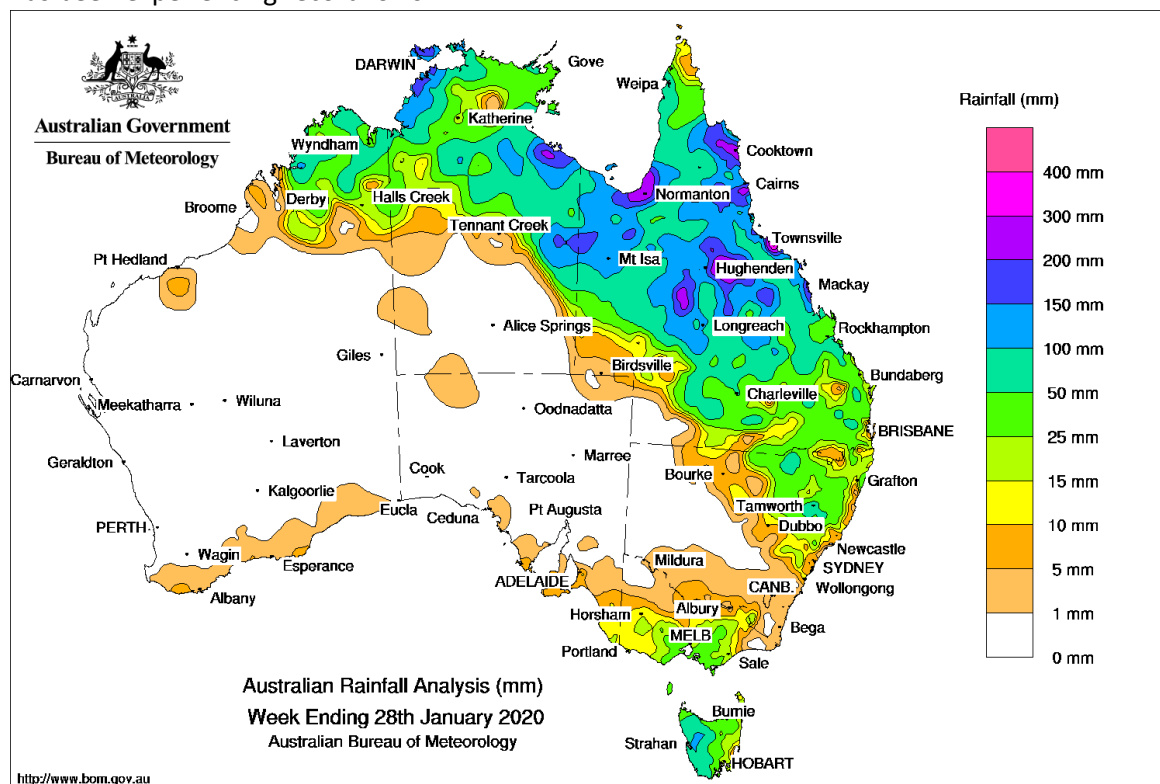 DARWIN
Gove
Weipa
Australian Government
Bureau of Meteorology
Katherine
Wyndham
Cooktown
Cairns
Derby
Halls Creek
Normanton
Broome
Tennant Creek
Townsville
Pt Hedland
Mt Isa
Hughenden
Mackay
Alice Springs
Longreach
Rockhampton
Giles
Birdsville
Carnarvon
Bundaberg
Meekatharra
Wiluna
Charleville
Oodnadatta
BRISBANE
Laverton
Marree
Geraldton
Cook
Bourke
Grafton
Kalgoorlie
Tarcoola
Tamworth
Eucla
Ceduna
Pt Augusta
PERTH
Dubbo
Wagin
Newcastle
Esperance
Mildura
SYDNEY
ADELAIDE
CANB.
Wollongong
Albany
Horsham
Albury
Bega
MELB
Portland
Sale
Burnie
Strahan
HOBART
Rainfall (mm)
400 mm
300 mm
200 mm
150 mm
100 mm
50 mm
25 mm
15 mm
10 mm
5 mm
1 mm
0 mm
Australian Rainfall Analysis (mm)
Week Ending 28th January 2020
Australian Bureau of Meteorology
http://www.bom.gov.au